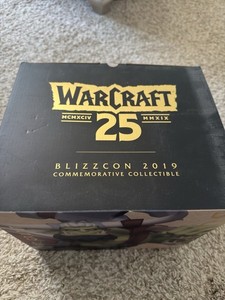 WARCRAFT
MCMXCIV MMXIX
25
BLIZZCON 2019
COMMEMORATIVE COLLECTIBLE